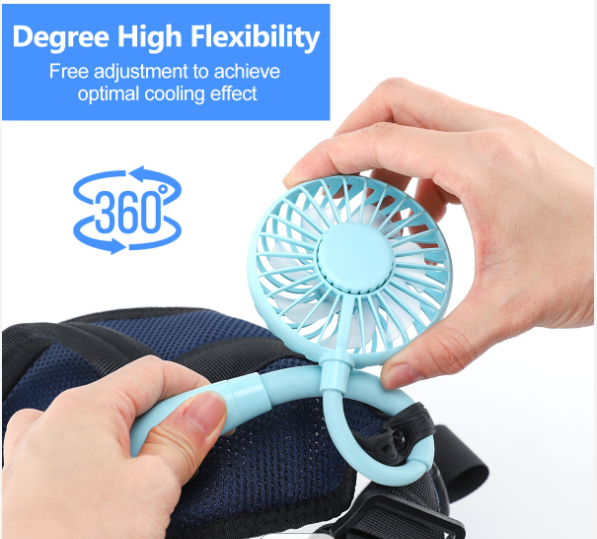 Degree High Flexibility
Free adjustment to achieve
optimal cooling effect
360°